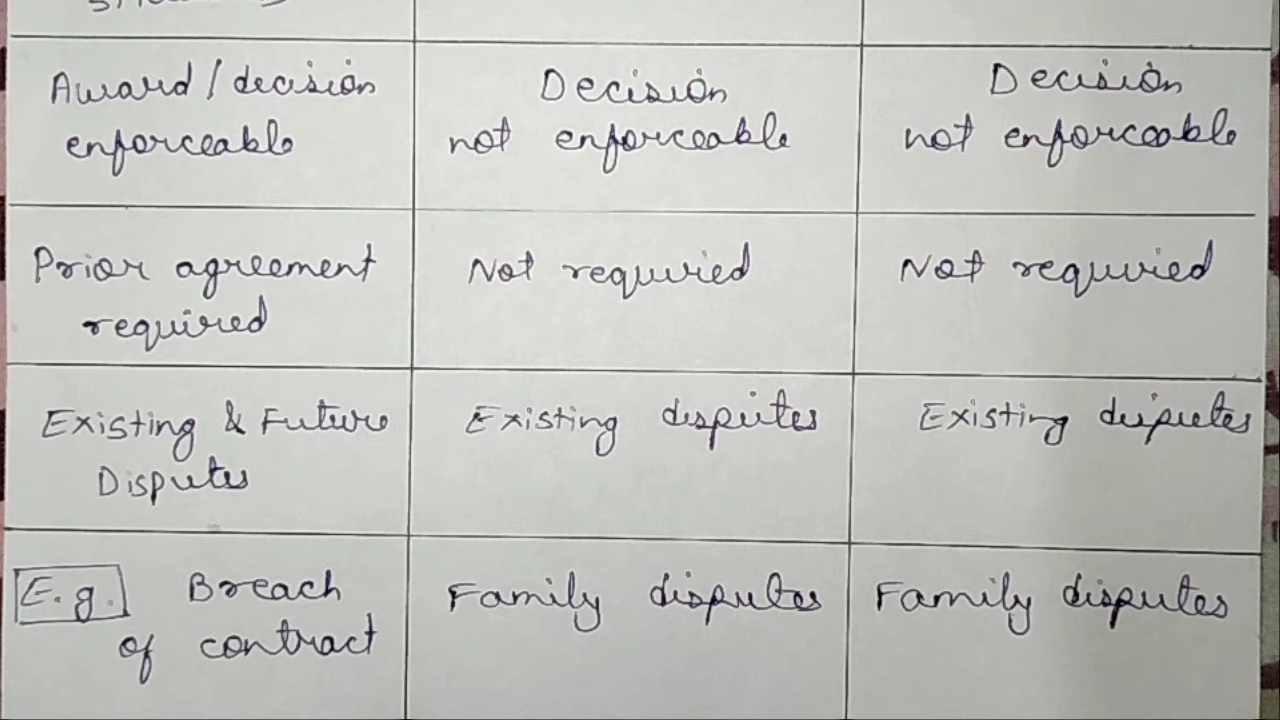 Award / decision
enforceable
Decision
not enforceable
Decision
not enforceable
Prior agreement
required
Not required
Not required
Existing & Future
Disputes
Existing disputes
Existing disputes
E.g. Breach
of contract
Family disputes
Family disputes